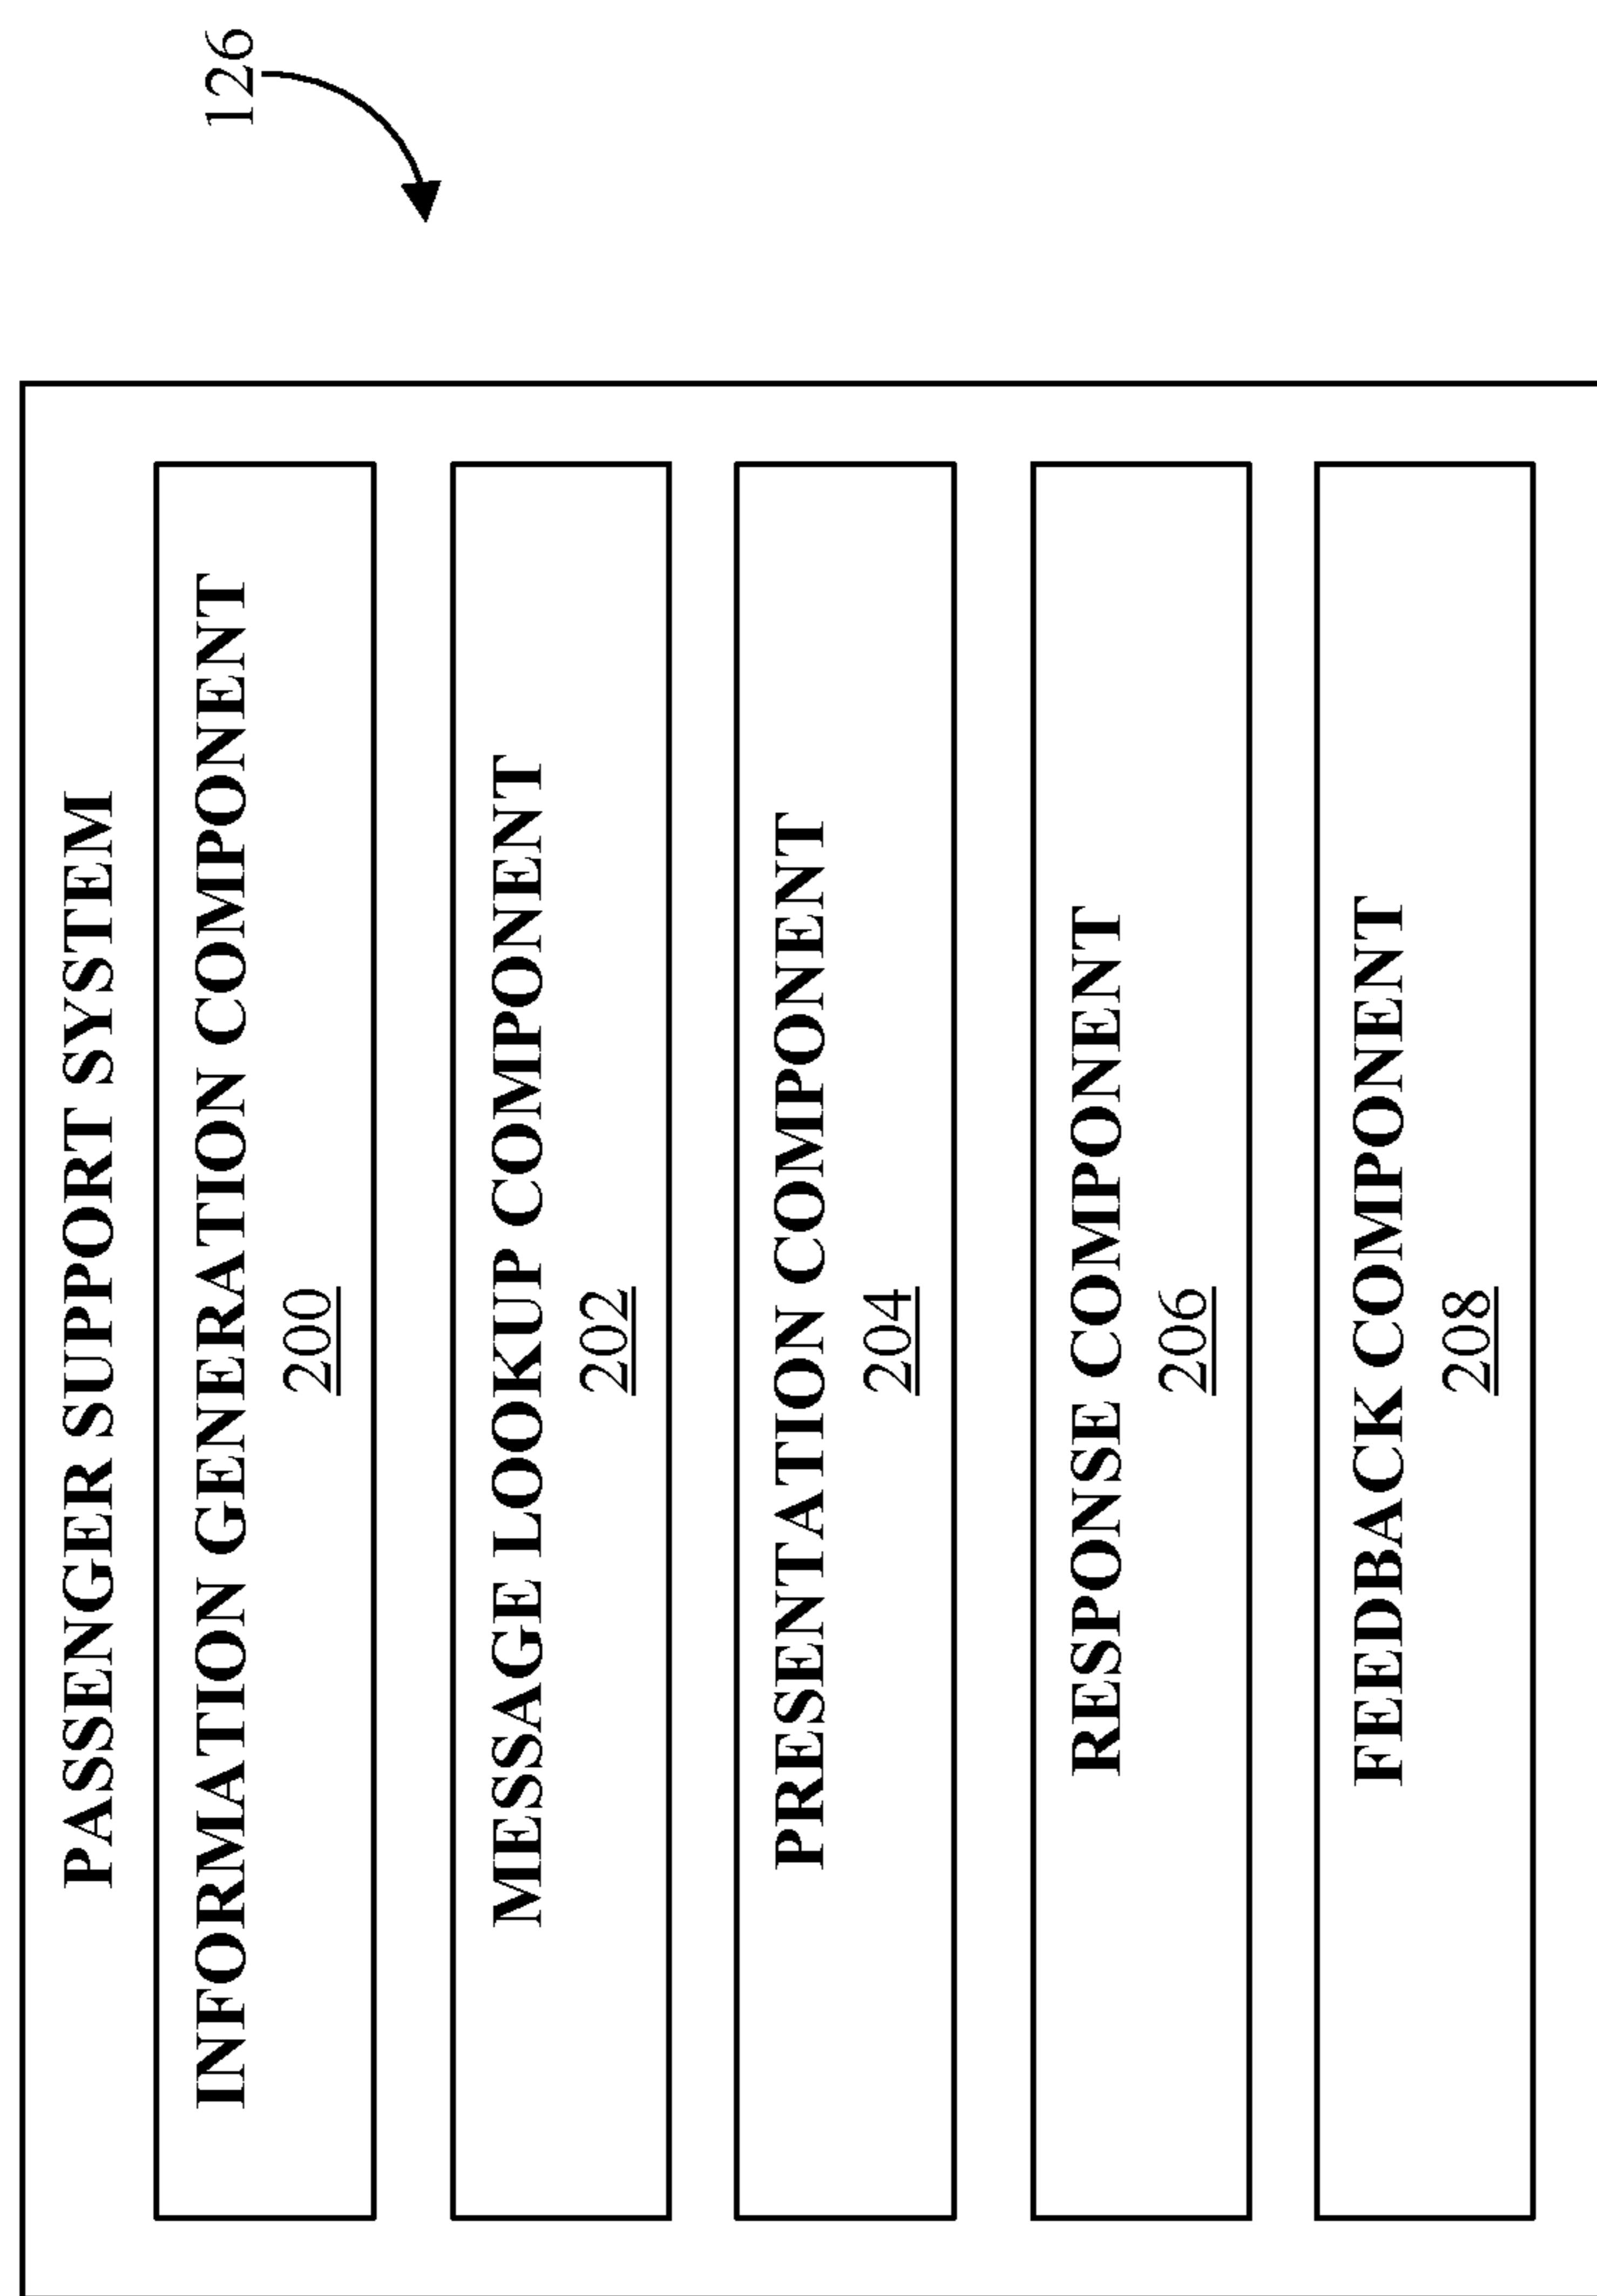 126
PASSENGER SUPPORT SYSTEM
INFORMATION GENERATION COMPONENT
200
MESSAGE LOOKUP COMPONENT
202
PRESENTATION COMPONENT
204
RESPONSE COMPONENT
206
FEEDBACK COMPONENT
208